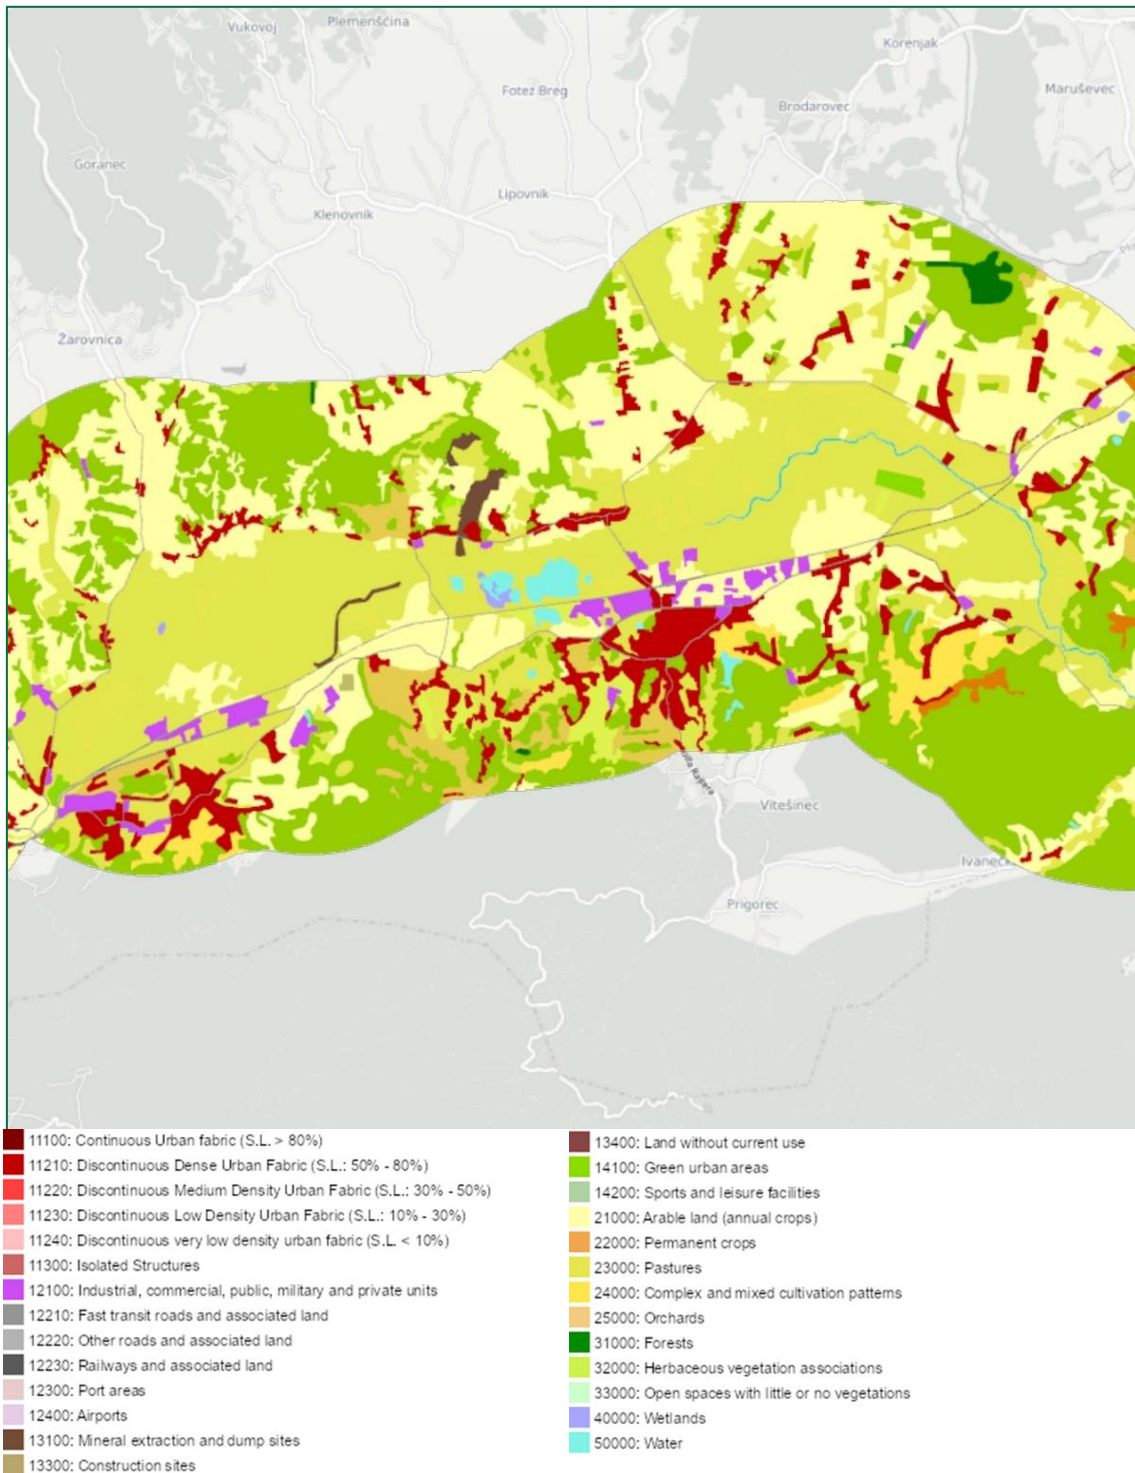 Vukovoj
Plemenšćina
Korenjak
Fotez Breg
Maruševec
Brodarovec
Goranec
Lipovnik
Klenovnik
Žarovnica
Vitešinec
Ivaneck
Prigorec
11100: Continuous Urban fabric (S.L. > 80%)
11210: Discontinuous Dense Urban Fabric (S.L.: 50% - 80%)
11220: Discontinuous Medium Density Urban Fabric (S.L.: 30% - 50%)
11230: Discontinuous Low Density Urban Fabric (S.L.: 10% - 30%)
11240: Discontinuous very low density urban fabric (S.L. < 10%)
11300: Isolated Structures
12100: Industrial, commercial, public, military and private units
12210: Fast transit roads and associated land
12220: Other roads and associated land
12230: Railways and associated land
12300: Port areas
12400: Airports
13100: Mineral extraction and dump sites
13300: Construction sites
13400: Land without current use
14100: Green urban areas
14200: Sports and leisure facilities
21000: Arable land (annual crops)
22000: Permanent crops
23000: Pastures
24000: Complex and mixed cultivation patterns
25000: Orchards
31000: Forests
32000: Herbaceous vegetation associations
33000: Open spaces with little or no vegetations
40000: Wetlands
50000: Water